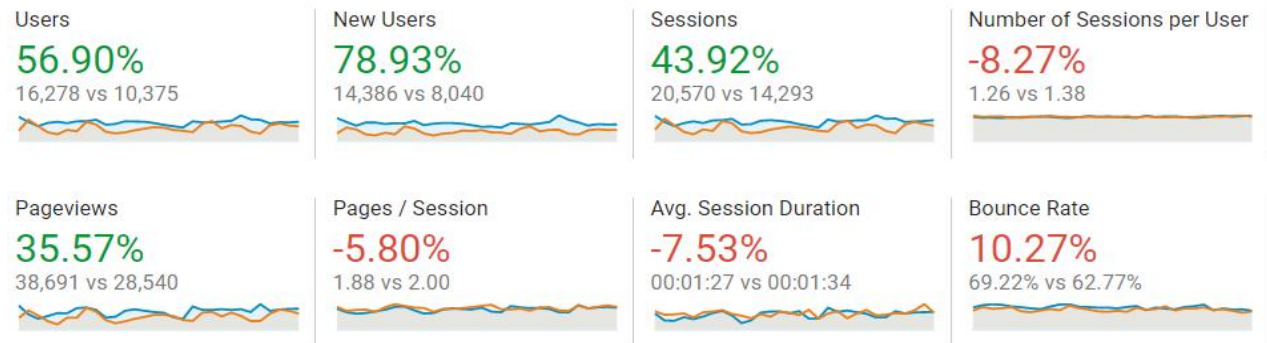 Users
56.90%
16,278 vs 10,375
New Users
78.93%
14,386 vs 8,040
Sessions
43.92%
20,570 vs 14,293
Number of Sessions per User
-8.27%
1.26 vs 1.38
Pageviews
35.57%
38,691 vs 28,540
Pages / Session
-5.80%
1.88 vs 2.00
Avg. Session Duration
-7.53%
00:01:27 vs 00:01:34
Bounce Rate
10.27%
69.22% vs 62.77%